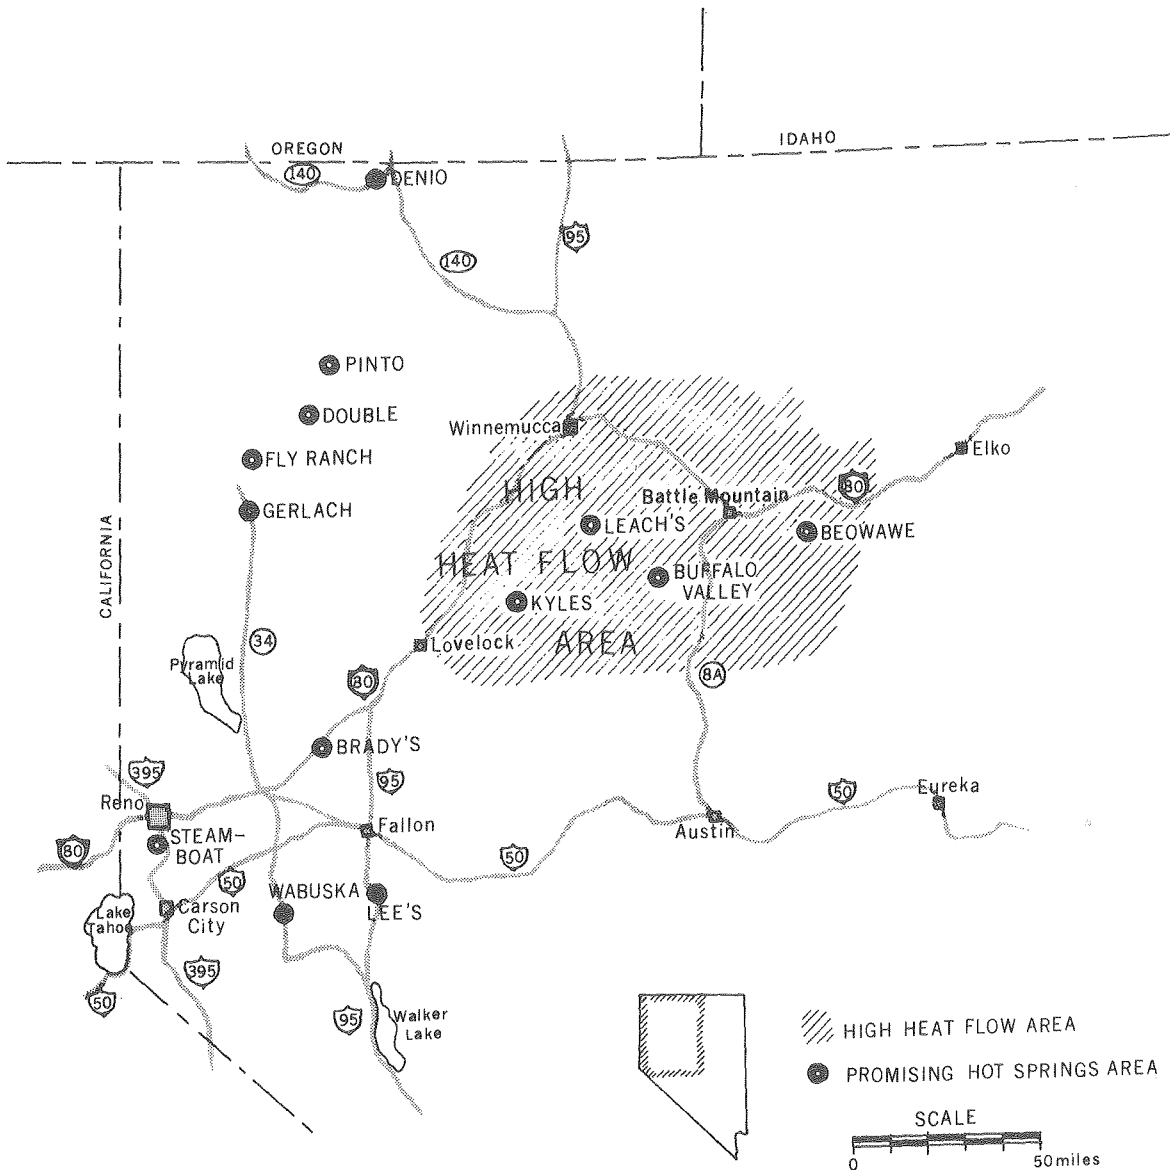 OREGON
IDAHO
140
DENIO
95
140
PINTO
DOUBLE
Winnemucca
FLY RANCH
Elko
HIGH
80
GERLACH
Battle Mountain
LEACH'S
BEOWAWE
CALIFORNIA
HEAT FLOW
BUFFALO
VALLEY
KYLES
34
Lovelock
AREA
Pyramid
Lake
80
8A
BRADY'S
395
95
50
Eureka
Reno
Fallon
Austin
STEAM-
BOAT
80
50
50
WABUSKA
LEE'S
Carson
City
Lake
Tahoe
395
50
95
Walker
Lake
HIGH HEAT FLOW AREA
PROMISING HOT SPRINGS AREA
SCALE
0
50 miles